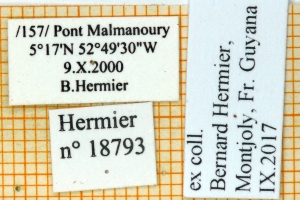 /157/ Pont Malmanoury
5°17'N 52°49'30"W
9.X.2000
B.Hermier
Hermier
n° 18793
ex coll.
Bernard Hermier,
Montjoly, Fr. Guyana
IX.2017